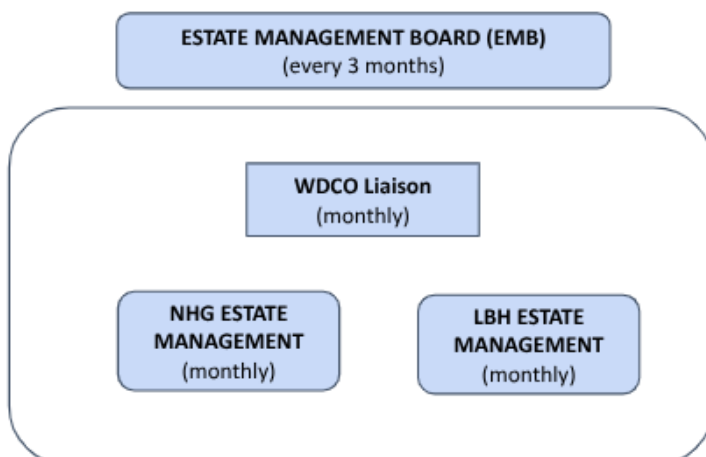 ESTATE MANAGEMENT BOARD (EMB)
(every 3 months)
WDCO Liaison
(monthly)
NHG ESTATE
MANAGEMENT
(monthly)
LBH ESTATE
MANAGEMENT
(monthly)